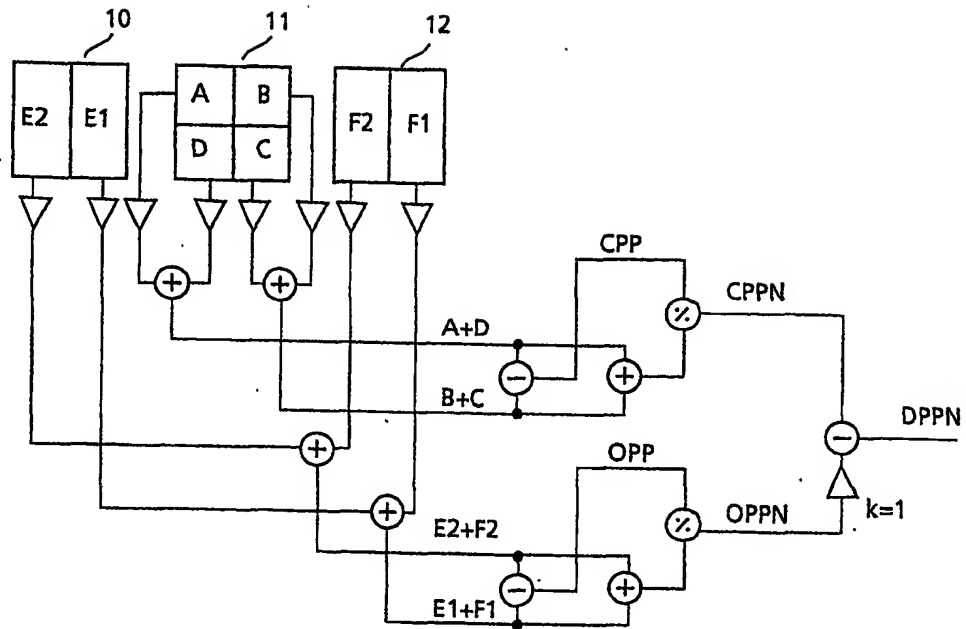 10
11
12
E2 E1
A B
D C
F2 F1
+
+
CPP
%
CPPN
A+D
−
+
B+C
−
DPPN
+
OPP
k=1
+
%
OPPN
E2+F2
−
+
E1+F1